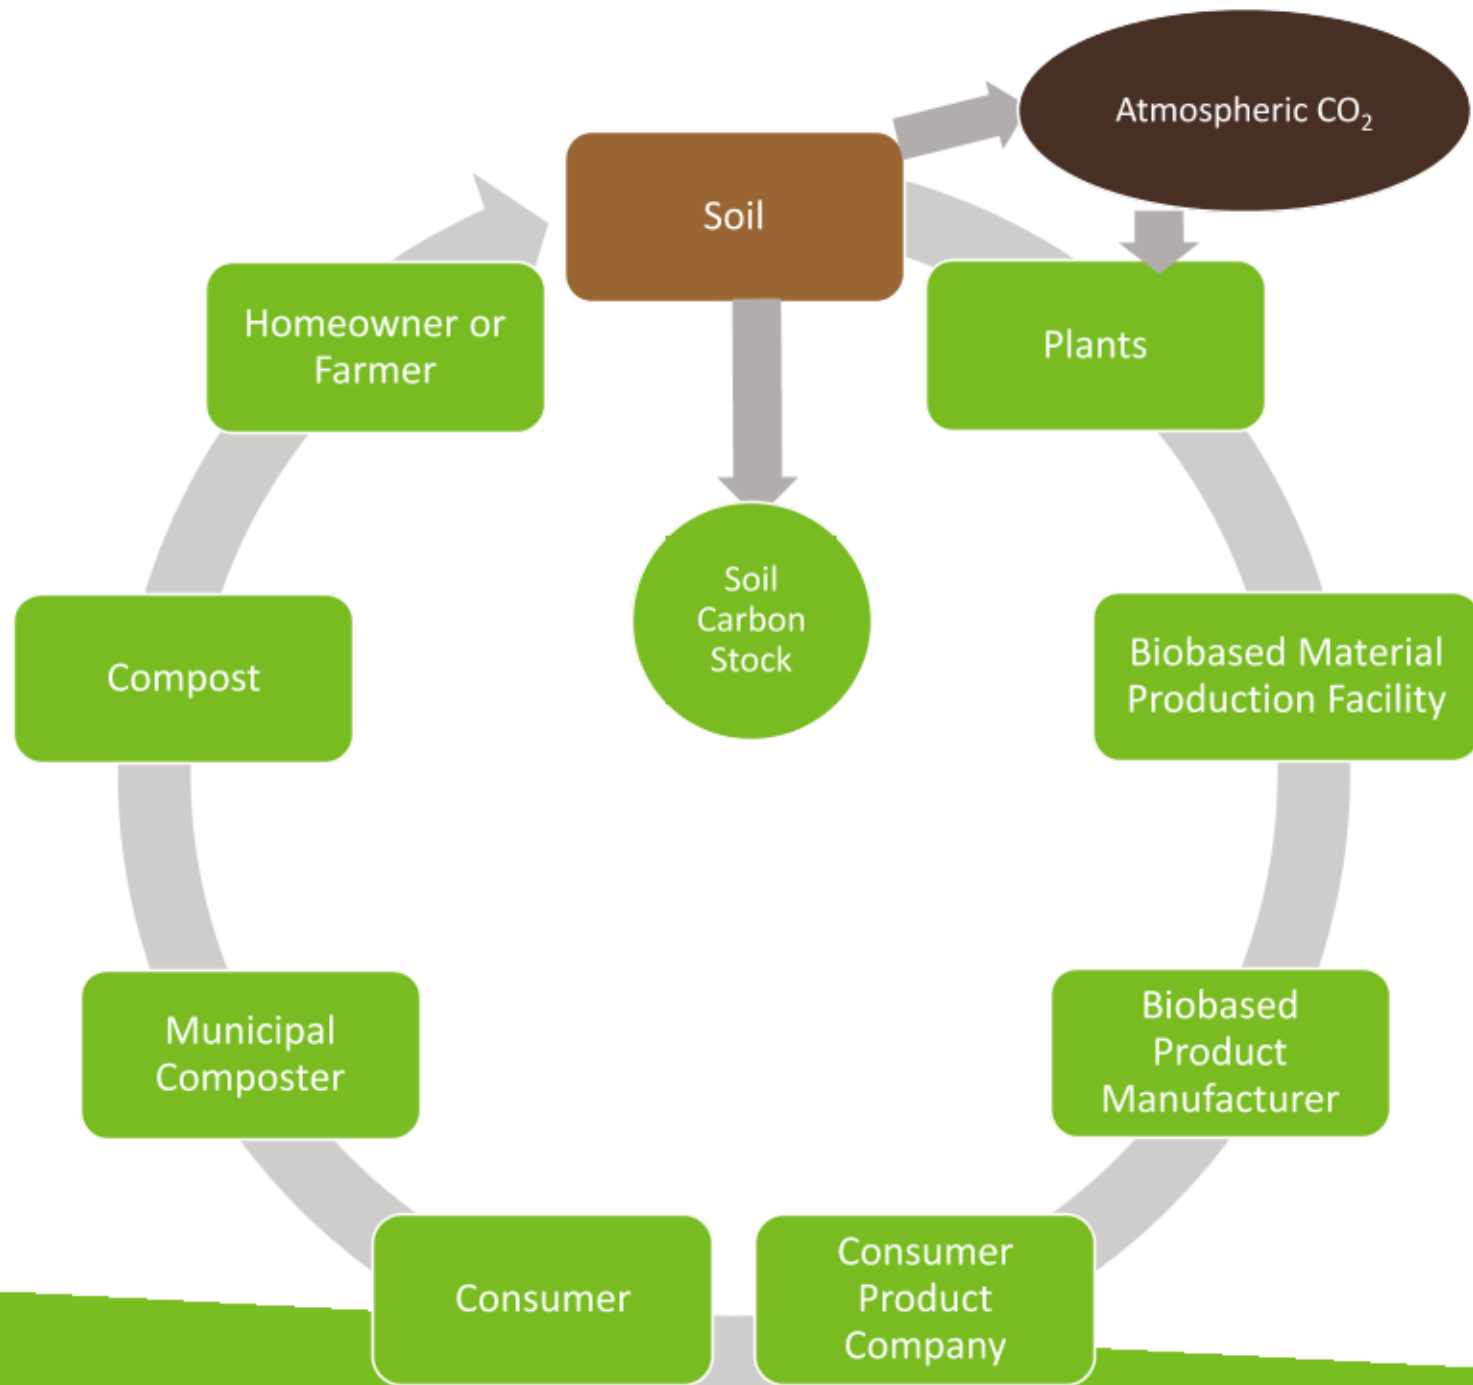 Atmospheric CO₂
Soil
Homeowner or
Farmer
Plants
Soil
Carbon
Stock
Compost
Biobased Material
Production Facility
Municipal
Composter
Biobased
Product
Manufacturer
Consumer
Consumer
Product
Company